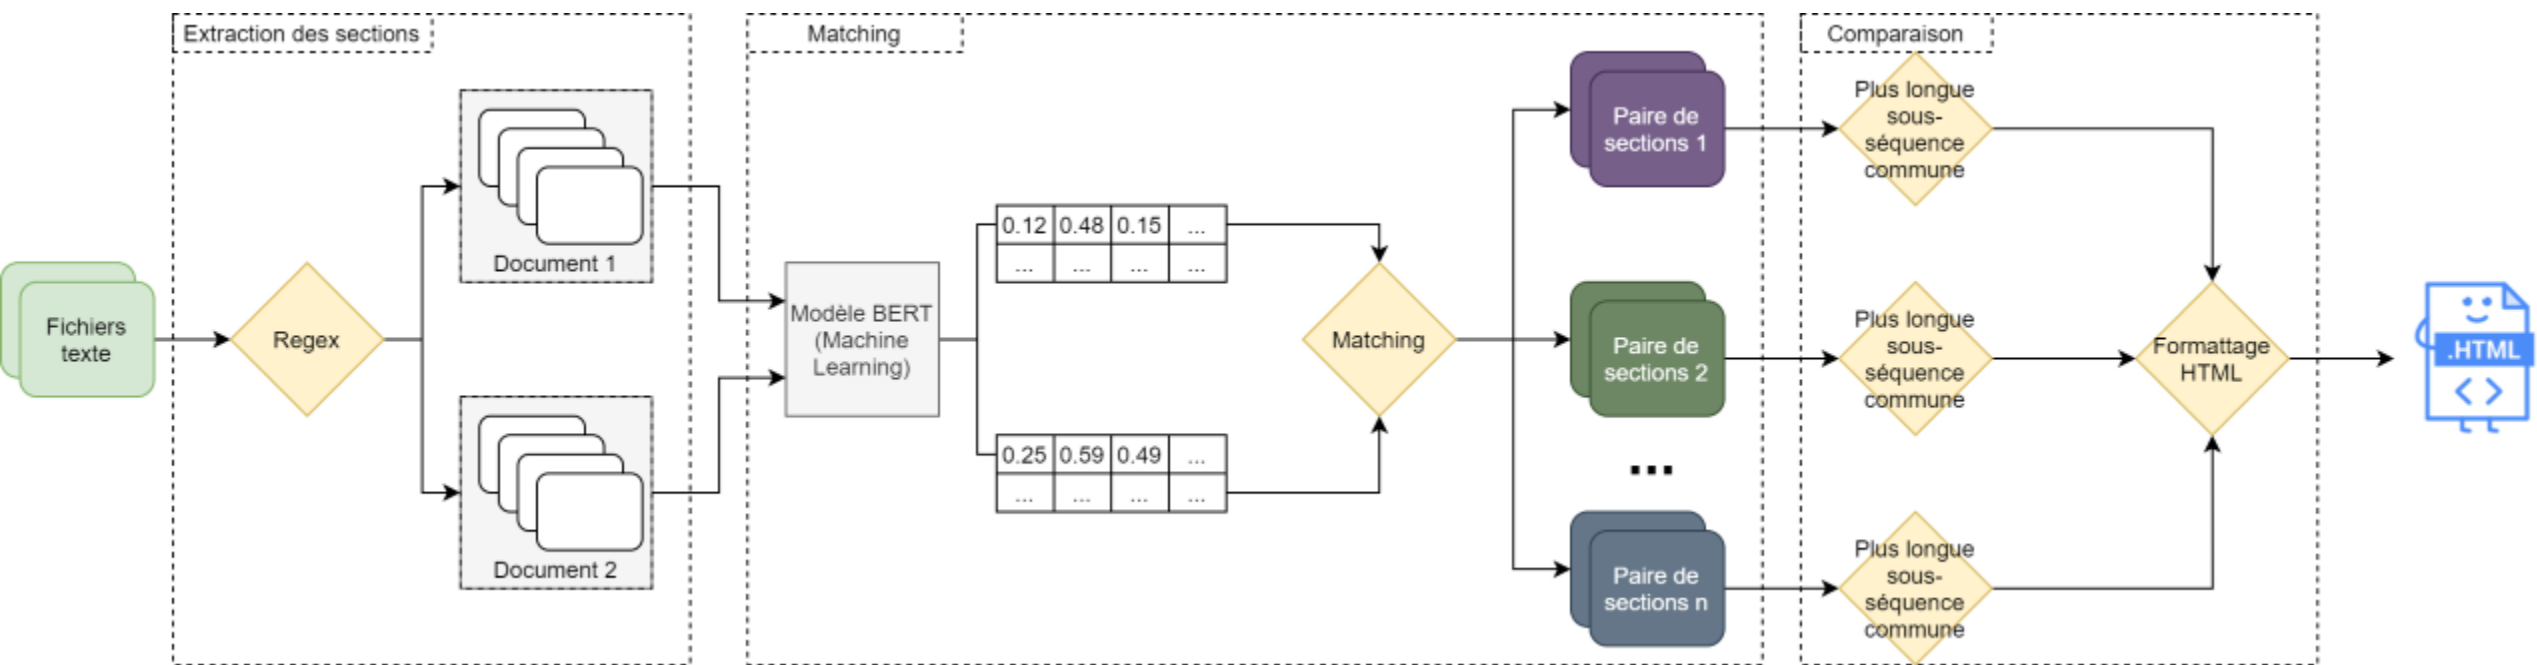 Extraction des sections
Matching
Comparaison
Fichiers
texte
Regex
Document 1
Document 2
Modèle BERT
(Machine
Learning)
0.12 0.48 0.15 ...
... ... ... ...
0.25 0.59 0.49 ...
... ... ... ...
Matching
Paire de
sections 1
Paire de
sections 2
...
Paire de
sections n
Plus longue
sous-
séquence
commune
Plus longue
sous-
séquence
commune
Plus longue
sous-
séquence
commune
Formattage
HTML
.HTML